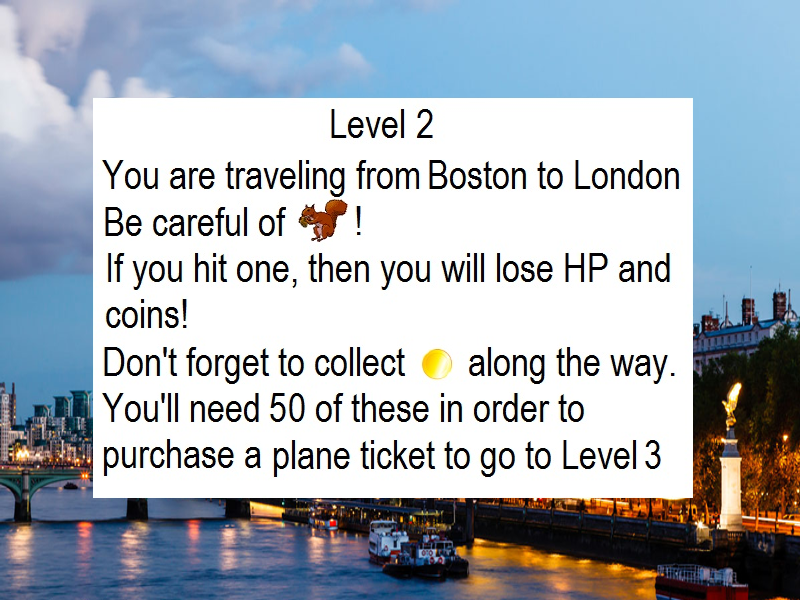 Level 2
You are traveling from Boston to London
Be careful of !
If you hit one, then you will lose HP and
coins!
Don't forget to collect along the way.
You'll need 50 of these in order to
purchase a plane ticket to go to Level 3